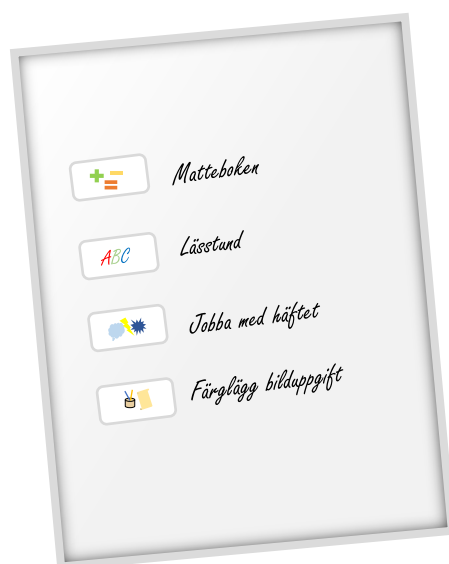 Matteboken
ABC Lässtund
Jobba med häftet
Färglägg bilduppgift